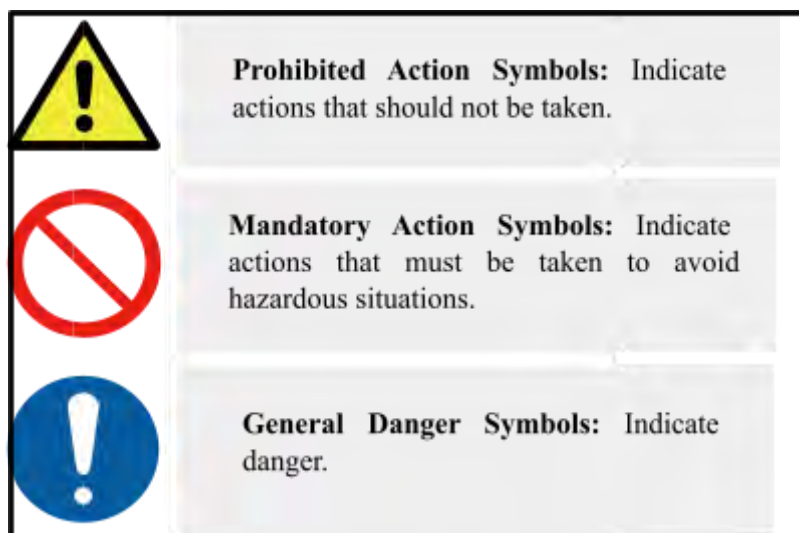 Prohibited Action Symbols: Indicate
actions that should not be taken.
Mandatory Action Symbols: Indicate
actions that must be taken to avoid
hazardous situations.
General Danger Symbols: Indicate
danger.